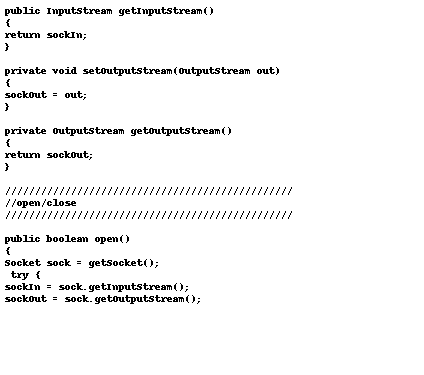 public InputStream getInputStream()
{
return sockIn;
}
private void setOutputStream(OutputStream out)
{
sockOut = out;
}
private OutputStream getOutputStream()
{
return sockOut;
}
////////////////////////////////////////////////
//open/close
////////////////////////////////////////////////
public boolean open()
{
Socket sock = getSocket();
try {
sockIn = sock.getInputStream();
sockOut = sock.getOutputStream();